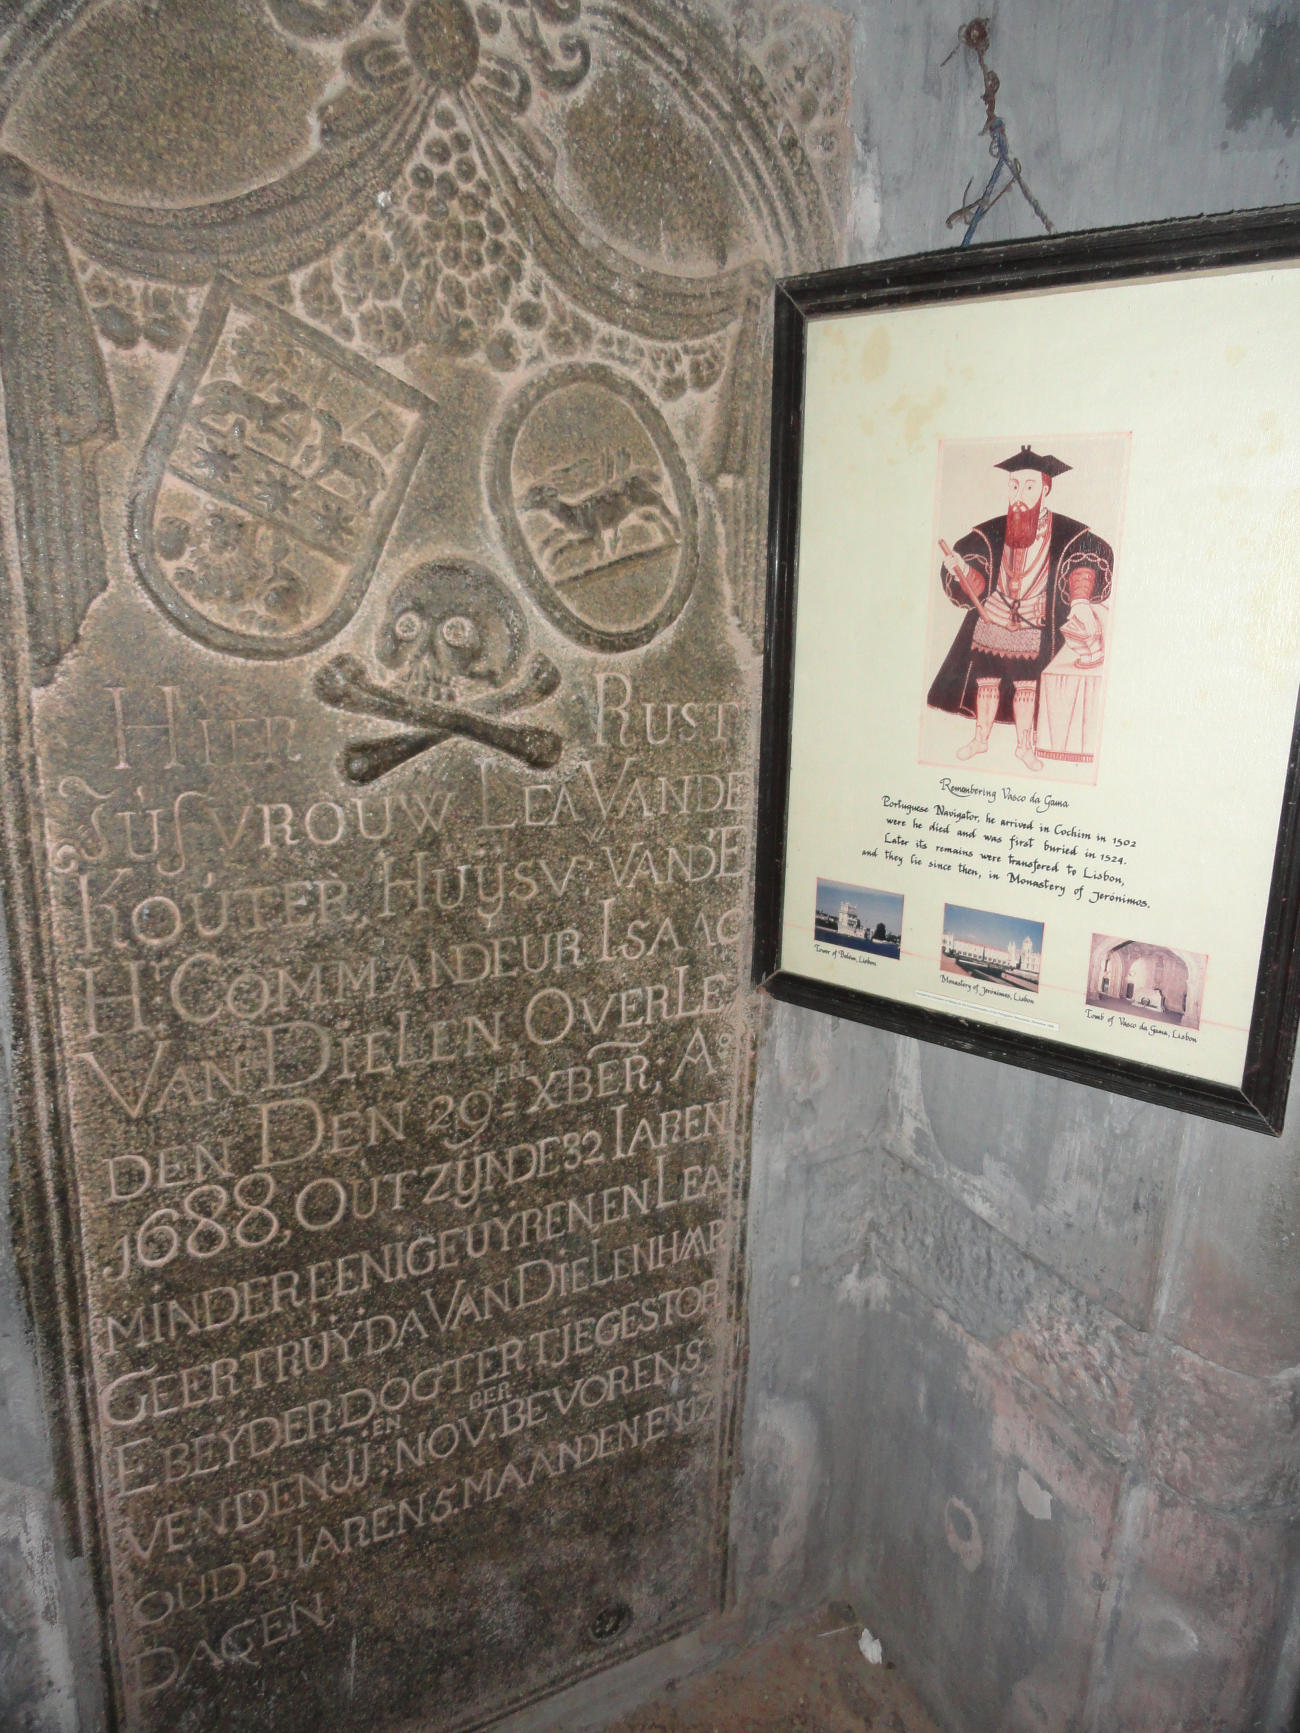 HIER RUST
JUFVROUW LEA VANDE
KOUTER, HUUYSV VANDE
H: COMMANDEUR ISAAC
VAN DIELEN OVERLE
DEN DEN 29EN XBER, Ao
1688, OUT ZYNDE 32 IAREN
MINDER EENIGE UYREN EN LEA
GEERTRUYDA VAN DIELEN HAAR
E BEYDER DOGTERTJE GESTOR
VEN DEN JJ EN NOV.BER BEVORENS,
OUD 3, IAREN 5. MAANDEN EN 17
DAGEN,
Remembering Vasco da Gama
Portuguese Navigator, he arrived in Cochim in 1502
were he died and was first buried in 1524.
Later its remains were transfered to Lisbon,
and they lie since then, in Monastery of Jerónimos.
Tower of Belém, Lisbon.
Monastery of Jerónimos, Lisbon
Tomb of Vasco da Gama, Lisbon